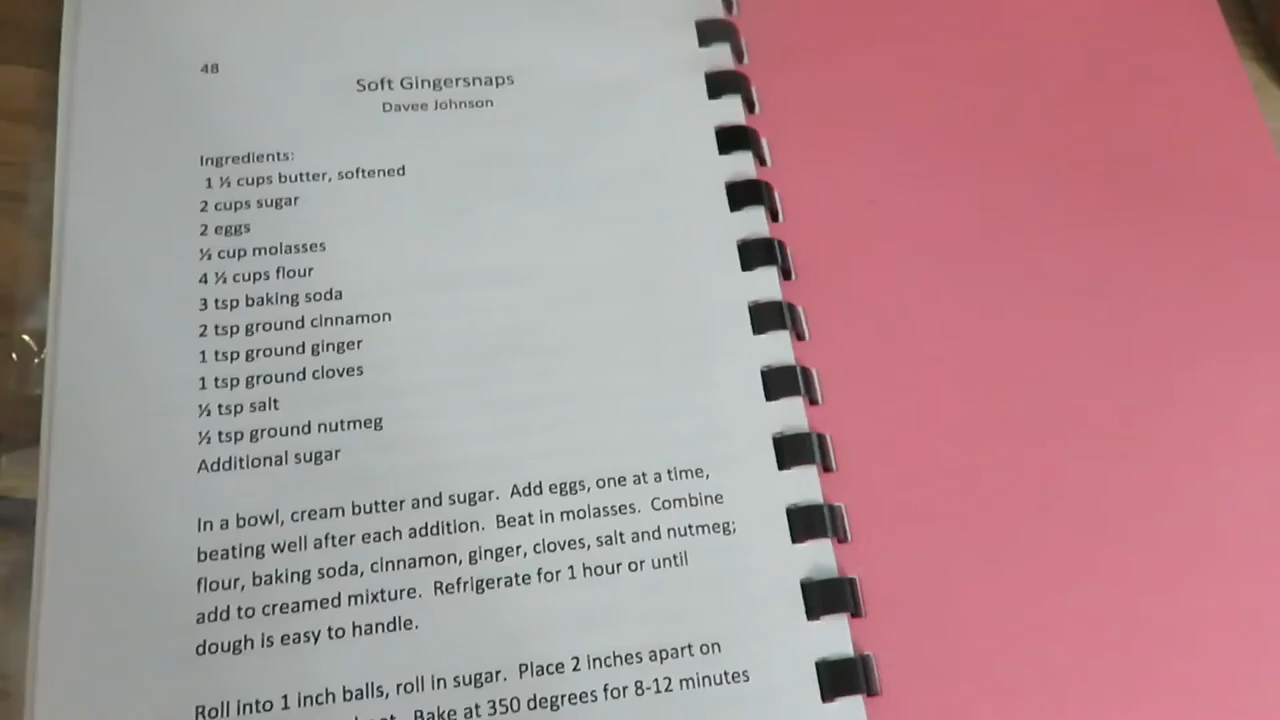 48
Soft Gingersnaps
Davee Johnson
Ingredients:
1 ½ cups butter, softened
2 cups sugar
2 eggs
½ cup molasses
4 ½ cups flour
3 tsp baking soda
2 tsp ground cinnamon
1 tsp ground ginger
1 tsp ground cloves
½ tsp salt
½ tsp ground nutmeg
Additional sugar
In a bowl, cream butter and sugar.  Add eggs, one at a time,
beating well after each addition.  Beat in molasses.  Combine
flour, baking soda, cinnamon, ginger, cloves, salt and nutmeg;
add to creamed mixture.  Refrigerate for 1 hour or until
dough is easy to handle.
Roll into 1 inch balls, roll in sugar.  Place 2 inches apart on
Bake at 350 degrees for 8-12 minutes